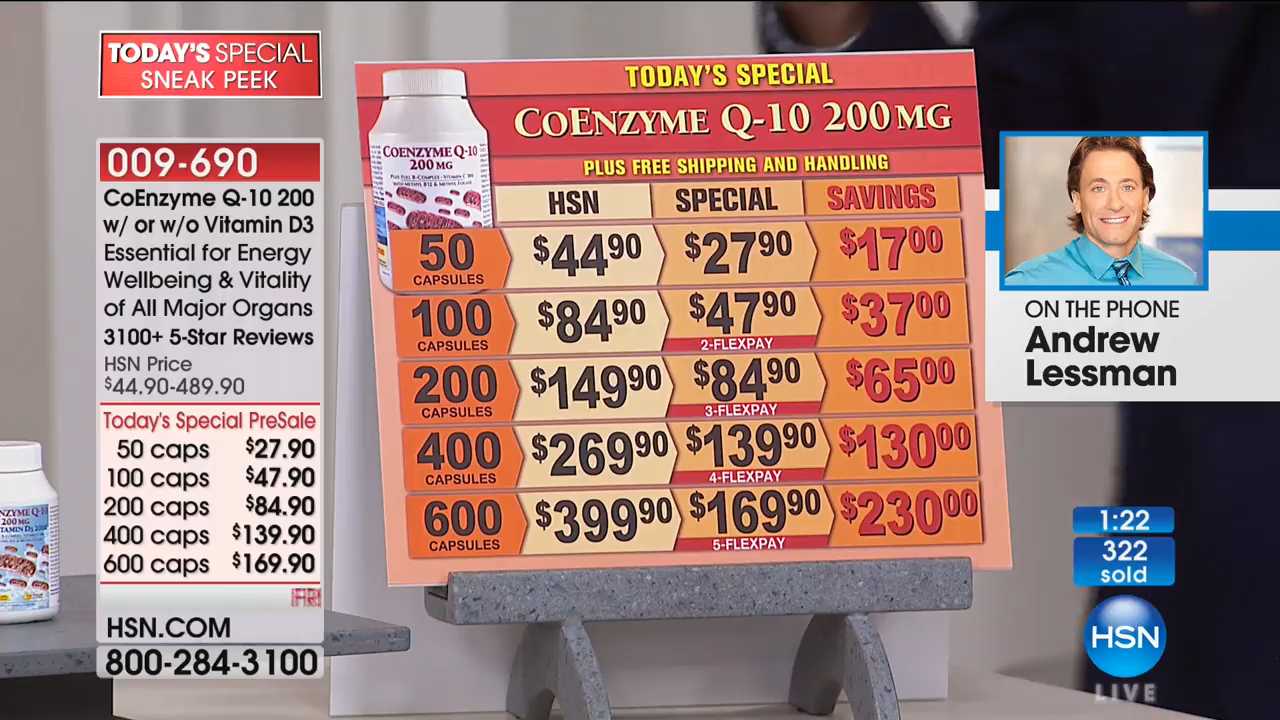 TODAY'S SPECIAL
SNEAK PEEK
009-690
CoEnzyme Q-10 200
w/ or w/o Vitamin D3
Essential for Energy
Wellbeing & Vitality
of All Major Organs
3100+ 5-Star Reviews
HSN Price
$44.90-489.90
Today's Special PreSale
50 caps $27.90
100 caps $47.90
200 caps $84.90
400 caps $139.90
600 caps $169.90
HSN.COM
800-284-3100
TODAY'S SPECIAL
COENZYME Q-10 200MG
PLUS FREE SHIPPING AND HANDLING
HSN SPECIAL SAVINGS
50 CAPSULES $44.90 $27.90 $17.00
100 CAPSULES $84.90 $47.90 $37.00
2-FLEXPAY
200 CAPSULES $149.90 $84.90 $65.00
3-FLEXPAY
400 CAPSULES $269.90 $139.90 $130.00
4-FLEXPAY
600 CAPSULES $399.90 $169.90 $230.00
5-FLEXPAY
COENZYME Q-10
200 MG
ON THE PHONE
Andrew
Lessman
1:22
322
sold
HSN
LIVE